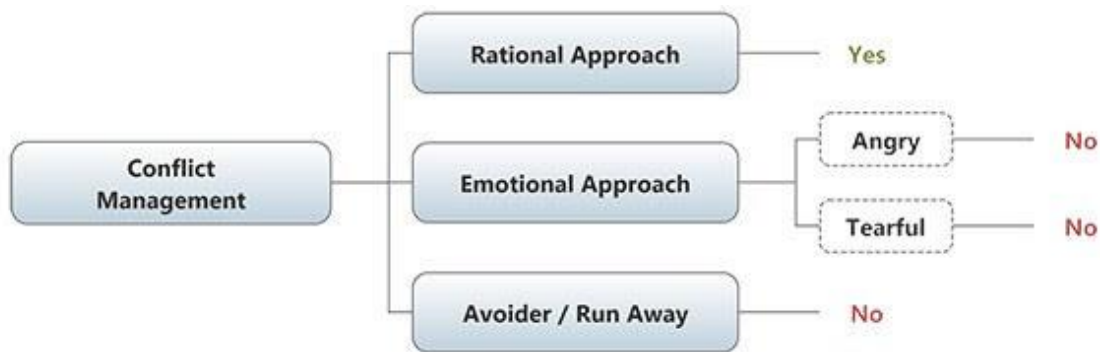 Rational Approach
Yes
Conflict
Management
Emotional Approach
Angry
No
Tearful
No
Avoider / Run Away
No